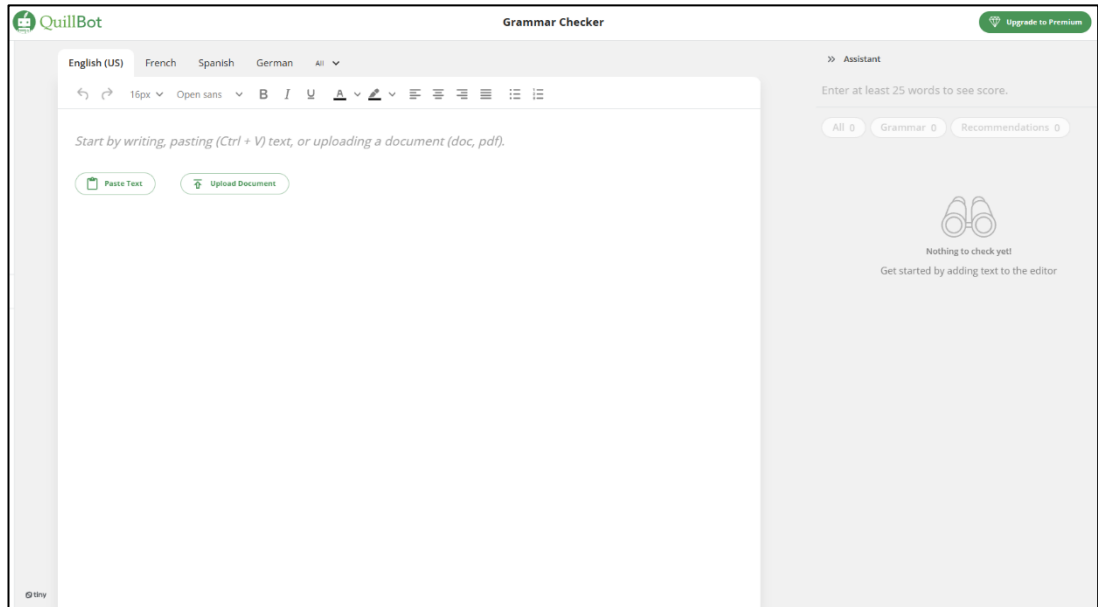 QuillBot
Grammar Checker
Upgrade to Premium
English (US) French Spanish German All
16px Open sans B I U A
Start by writing, pasting (Ctrl + V) text, or uploading a document (doc, pdf).
Paste Text Upload Document
Assistant
Enter at least 25 words to see score.
All 0 Grammar 0 Recommendations 0
Nothing to check yet!
Get started by adding text to the editor
tiny